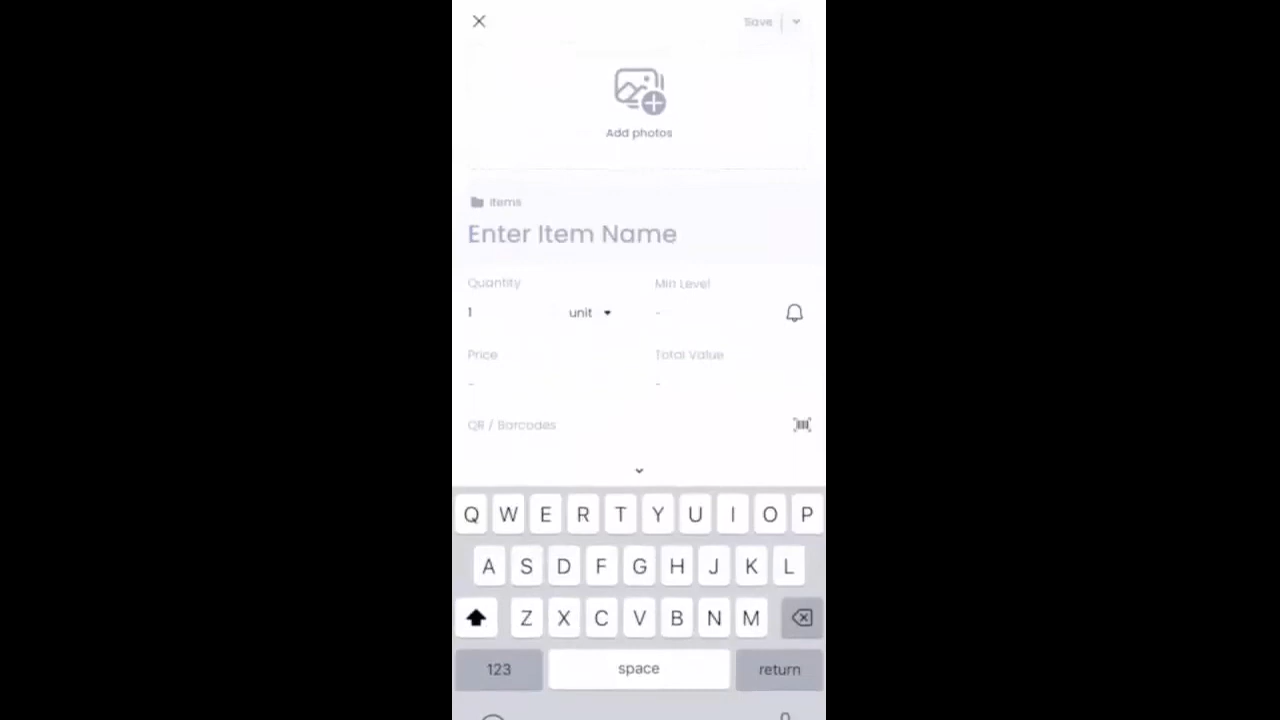 Save
Add photos
Items
Enter Item Name
Quantity
Min Level
1
unit
-
Price
Total Value
-
-
QR / Barcodes
Q W E R T Y U I O P
A S D F G H J K L
Z X C V B N M
123
space
return